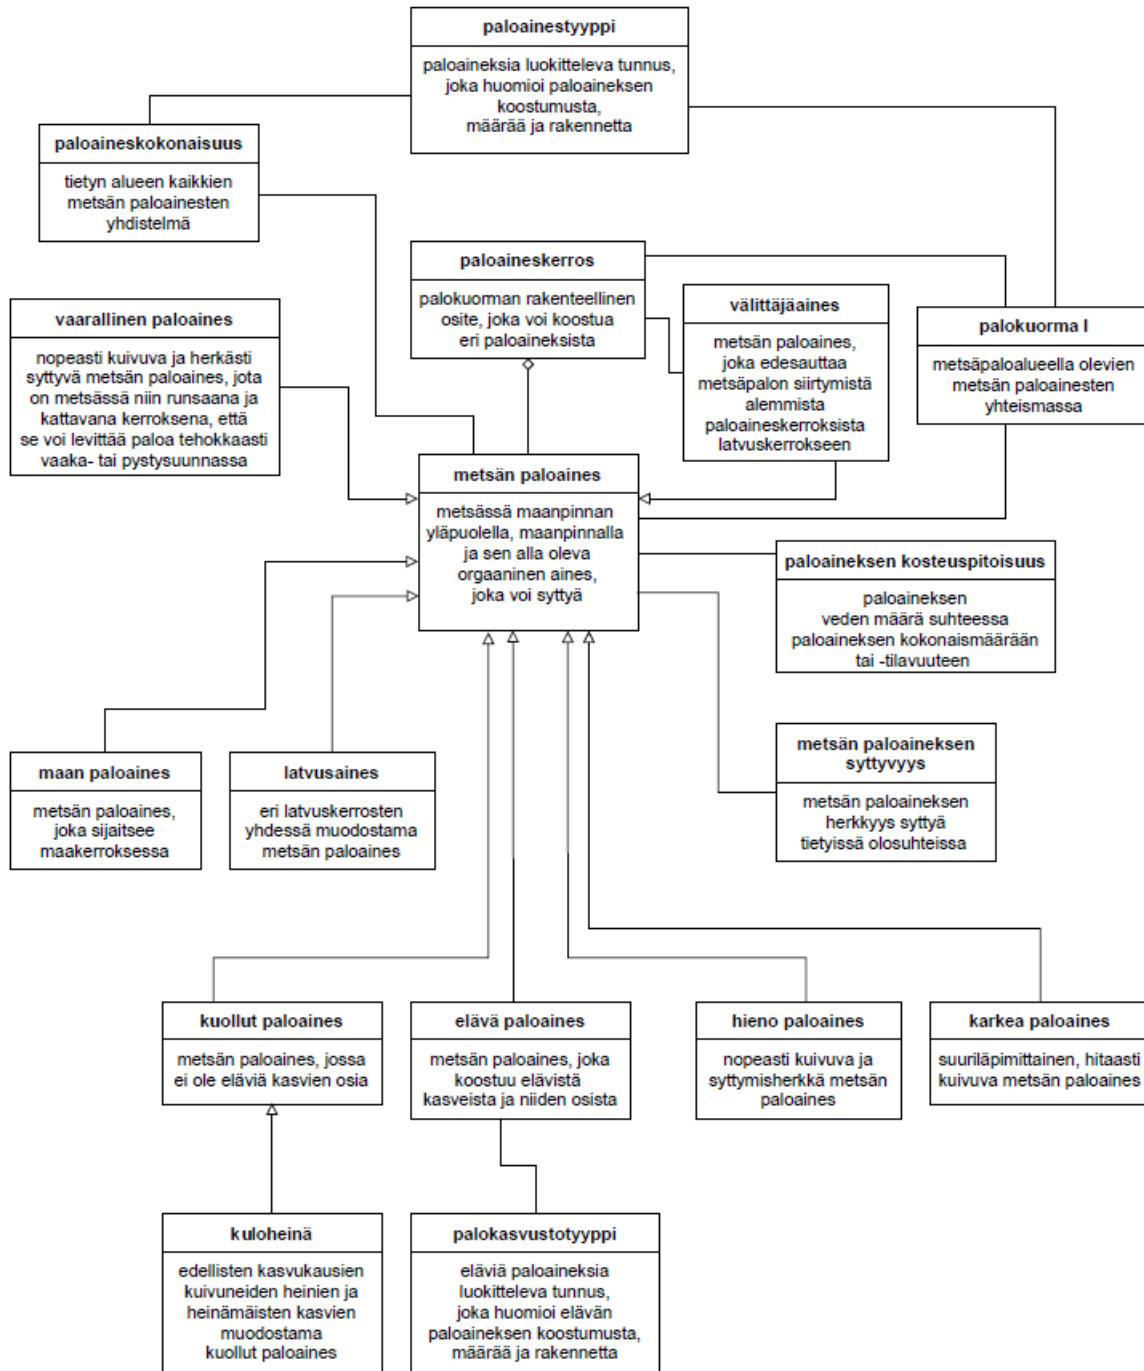 paloainestyyppi
paloaineksia luokitteleva tunnus,
joka huomioi paloaineksen
koostumusta,
määrää ja rakennetta
paloaineskokonaisuus
tietyn alueen kaikkien
metsän paloainesten
yhdistelmä
paloaineskerros
palokuorman rakenteellinen
osite, joka voi koostua
eri paloaineksista
vaarallinen paloaines
nopeasti kuivuva ja herkästi
syttyvä metsän paloaines, jota
on metsässä niin runsaana ja
kattavana kerroksena, että
se voi levittää paloa tehokkaasti
vaaka- tai pystysuunnassa
välittäjäaines
metsän paloaines,
joka edesauttaa
metsäpalon siirtymistä
alemmista
paloaineskerroksista
latvuskerrokseen
palokuorma I
metsäpaloalueella olevien
metsän paloainesten
yhteismassa
metsän paloaines
metsässä maanpinnan
yläpuolella, maanpinnalla
ja sen alla oleva
orgaaninen aines,
joka voi syttyä
paloaineksen kosteuspitoisuus
paloaineksen
veden määrä suhteessa
paloaineksen kokonaismäärään
tai -tilavuuteen
maan paloaines
metsän paloaines,
joka sijaitsee
maakerroksessa
latvusaines
eri latvuskerrosten
yhdessä muodostama
metsän paloaines
metsän paloaineksen
syttyvyys
metsän paloaineksen
herkkyys syttyä
tietyissä olosuhteissa
kuollut paloaines
metsän paloaines, jossa
ei ole eläviä kasvien osia
elävä paloaines
metsän paloaines, joka
koostuu elävistä
kasveista ja niiden osista
hieno paloaines
nopeasti kuivuva ja
syttymisherkkä metsän
paloaines
karkea paloaines
suuriläpimittainen, hitaasti
kuivuva metsän paloaines
kuloheinä
edellisten kasvukausien
kuivuneiden heinien ja
heinämäisten kasvien
muodostama
kuollut paloaines
palokasvustotyyppi
eläviä paloaineksia
luokitteleva tunnus,
joka huomioi elävän
paloaineksen koostumusta,
määrää ja rakennetta